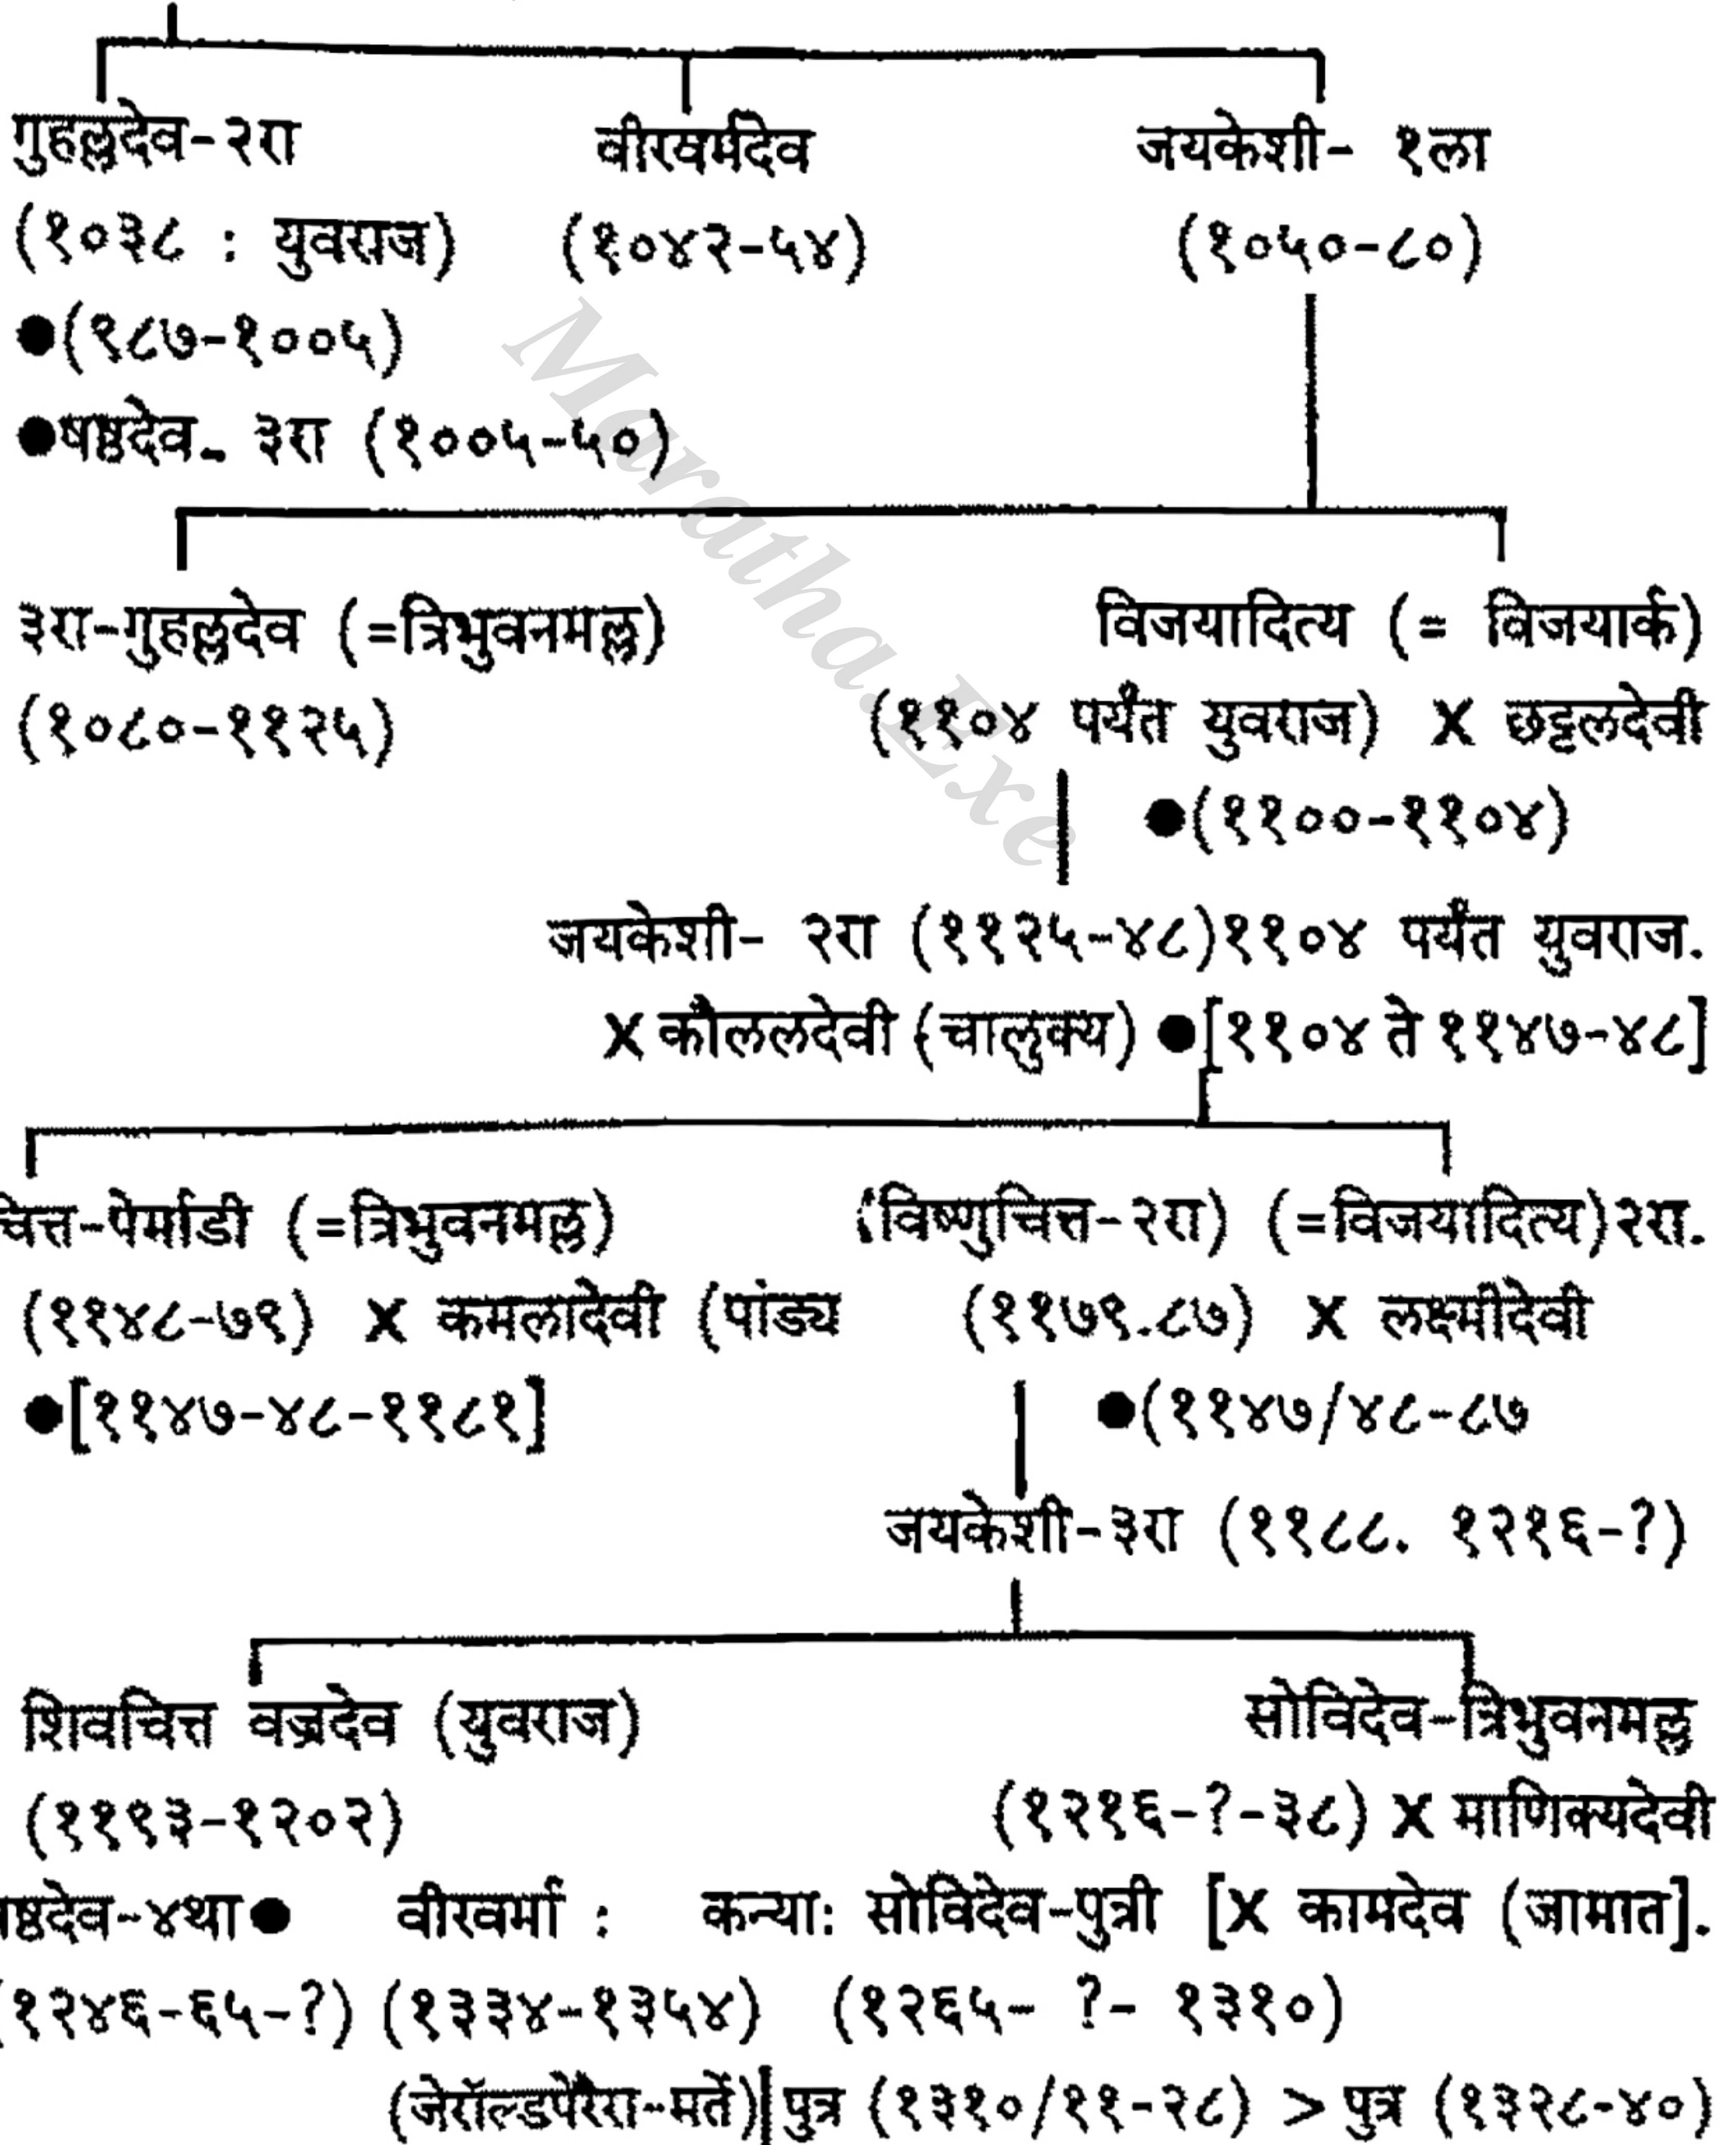 गुहल्लदेव-२रा वीरवर्मदेव जयकेशी- १ला
(१०३८ : युवराज) (१०४२-५४) (१०५०-८०)
●(९८७-१००५)
●षष्ठदेव- ३रा (१००५-५०)
३रा-गुहल्लदेव (=त्रिभुवनमल्ल) विजयादित्य (= विजयार्क)
(१०८०-११२५) (११०४ पर्यंत युवराज) X छट्टलदेवी
●(११००-११०४)
जयकेशी- २रा (११२५-४८)११०४ पर्यंत युवराज.
X कौललदेवी (चालुक्य) ●[११०४ ते ११४७-४८]
चित्त-पेर्माडी (=त्रिभुवनमल्ल) (विष्णुचित्त-२रा) (=विजयादित्य)२रा.
(११४८-७९) X कमलादेवी (पांड्य (११७९.८७) X लक्ष्मीदेवी
●[११४७-४८-११८१] ●(११४७/४८-८७
जयकेशी-३रा (११८८. १२१६-?)
शिवचित्त वज्रदेव (युवराज) सोविदेव-त्रिभुवनमल्ल
(११९३-१२०२) (१२१६-?-३८) X माणिक्यदेवी
षष्ठदेव-४था● वीरवर्मा : कन्या: सोविदेव-पुत्री [X कामदेव (जामात].
(१२४६-६५-?) (१३३४-१३५४) (१२६५- ?- १३१०)
(जेरॉल्डपेरैरा-मतें) पुत्र (१३१०/११-२८) > पुत्र (१३२८-४०)
Maratha.Exe